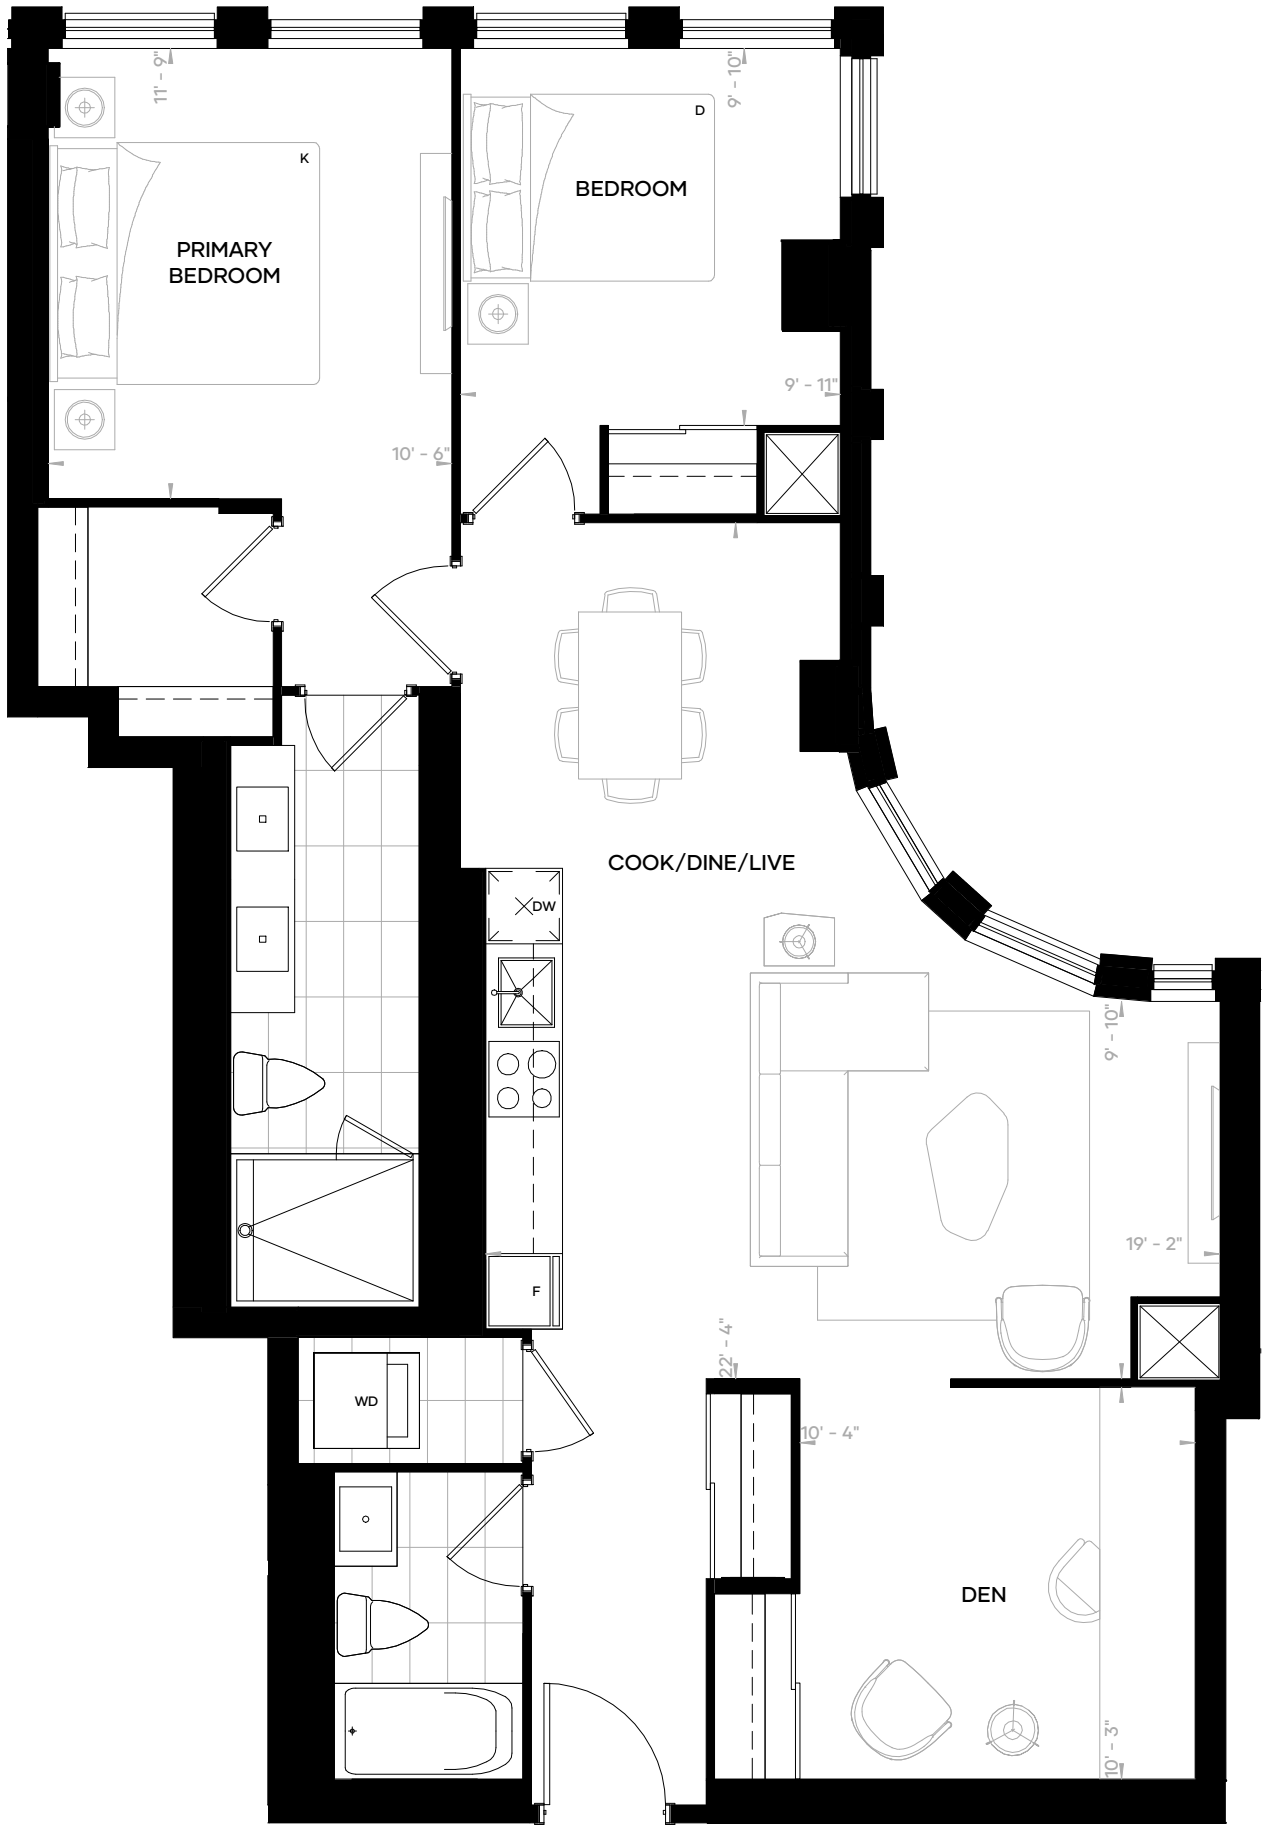 11' - 9"
9' - 10"
D
K
BEDROOM
PRIMARY
BEDROOM
9' - 11"
10' - 6"
COOK/DINE/LIVE
DW
9' - 10"
19' - 2"
F
22' - 4"
WD
10' - 4"
DEN
10' - 3"